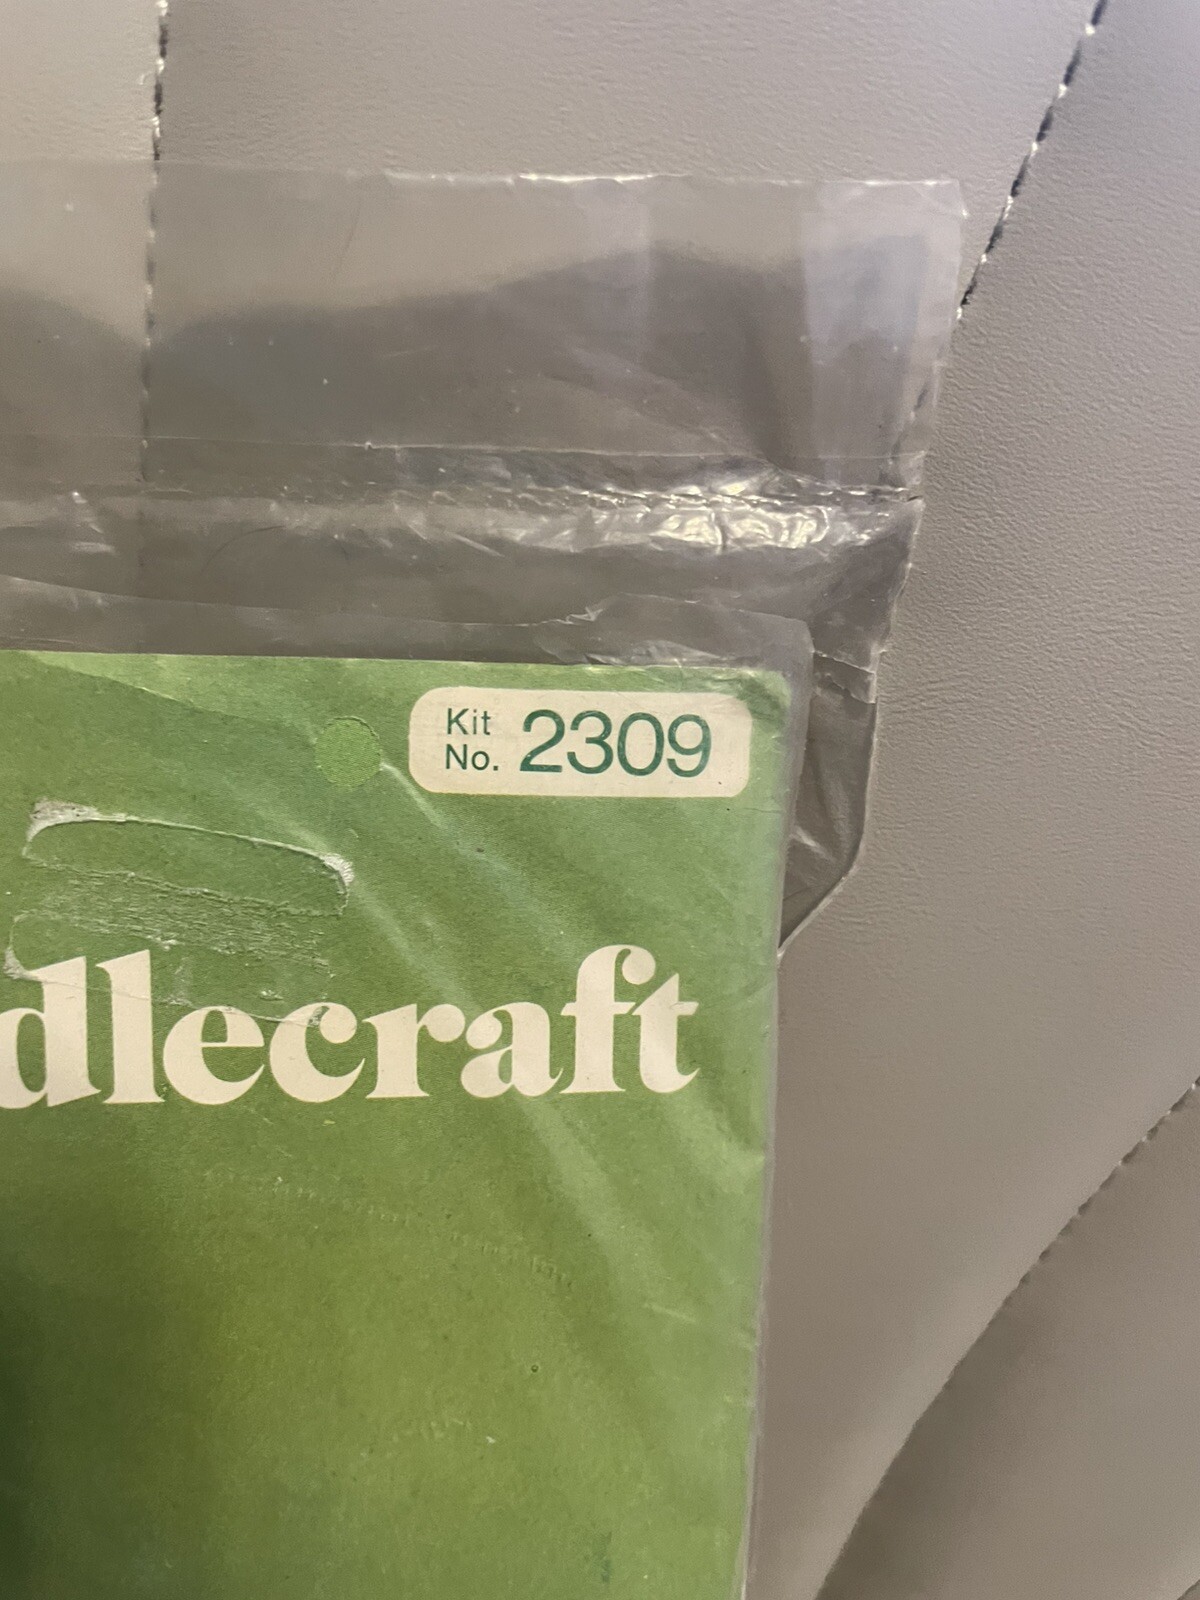 Kit
No. 2309
dlecraft